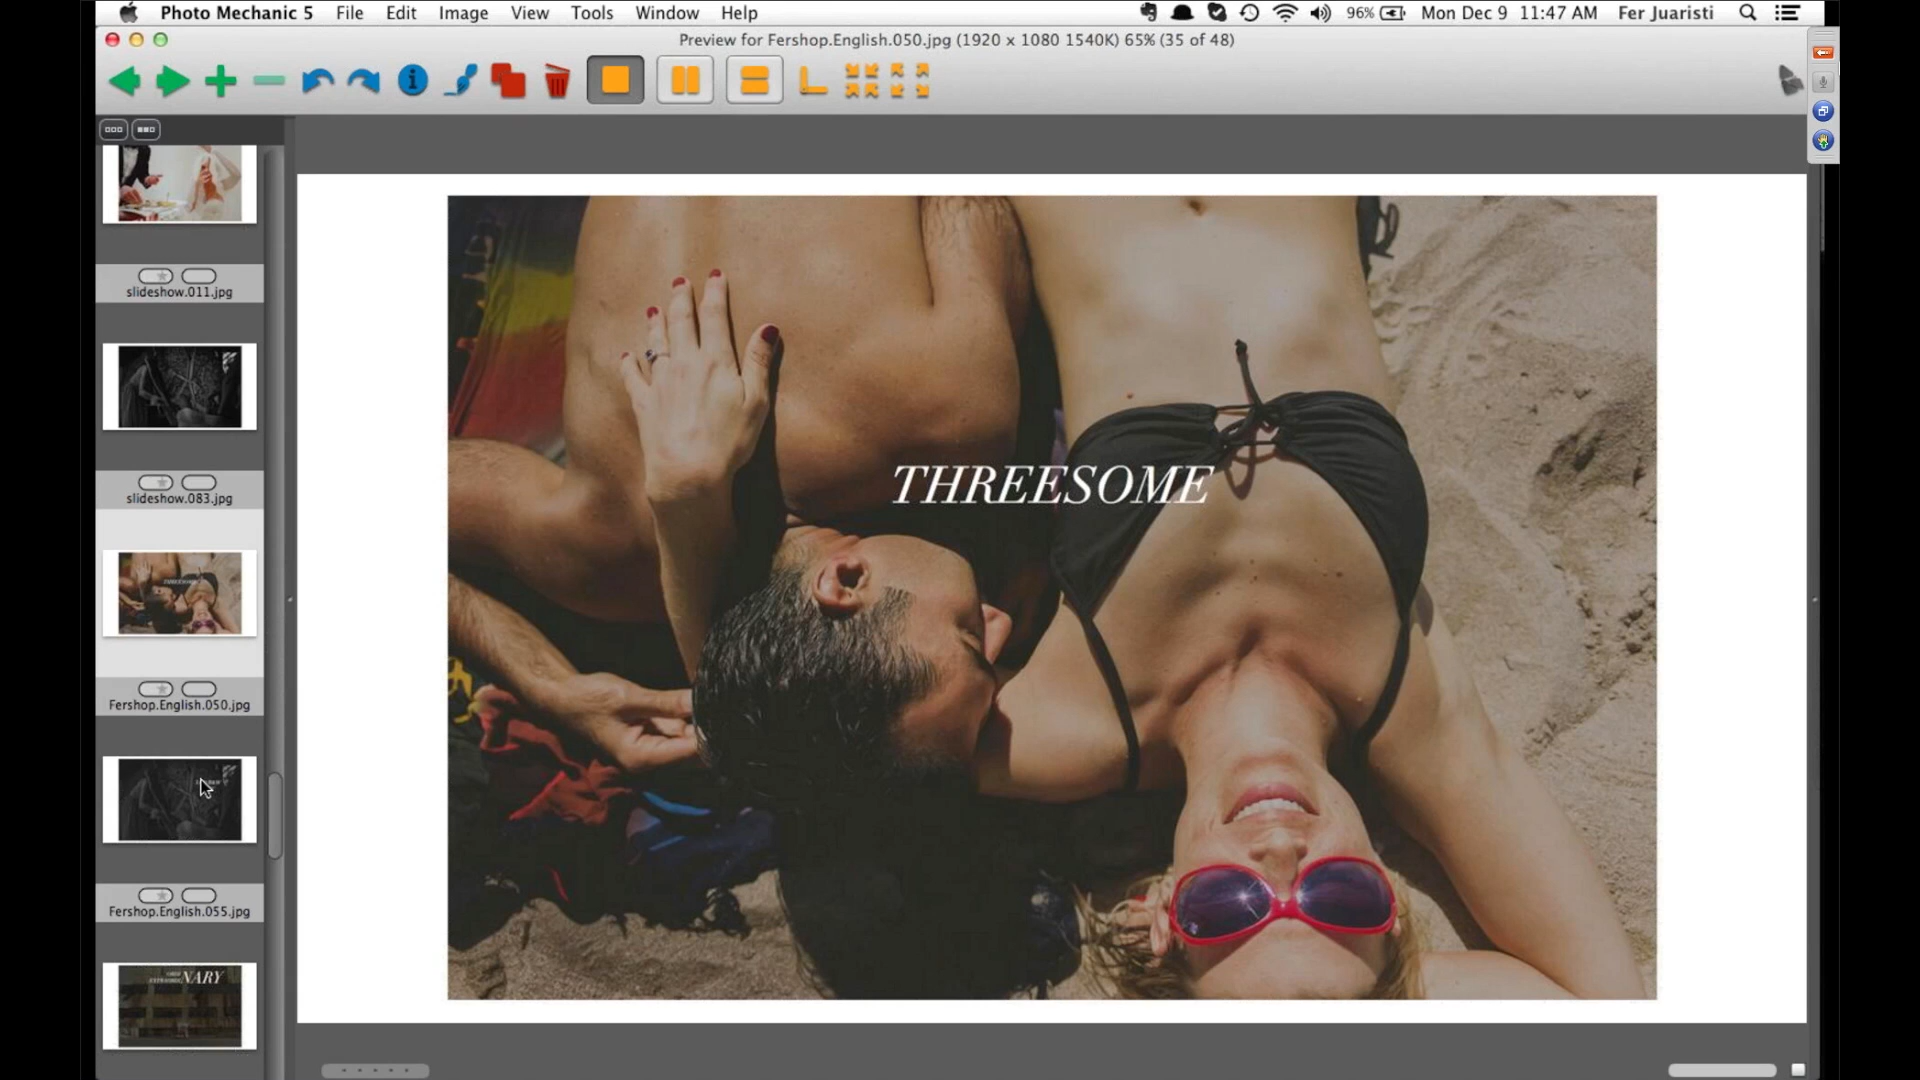 Photo Mechanic 5 File Edit Image View Tools Window Help 96% Mon Dec 9 11:47 AM Fer Juaristi
Preview for Fershop.English.050.jpg (1920 x 1080 1540K) 65% (35 of 48)
slideshow.011.jpg
slideshow.083.jpg
THREESOME
Fershop.English.050.jpg
Fershop.English.055.jpg
NARY